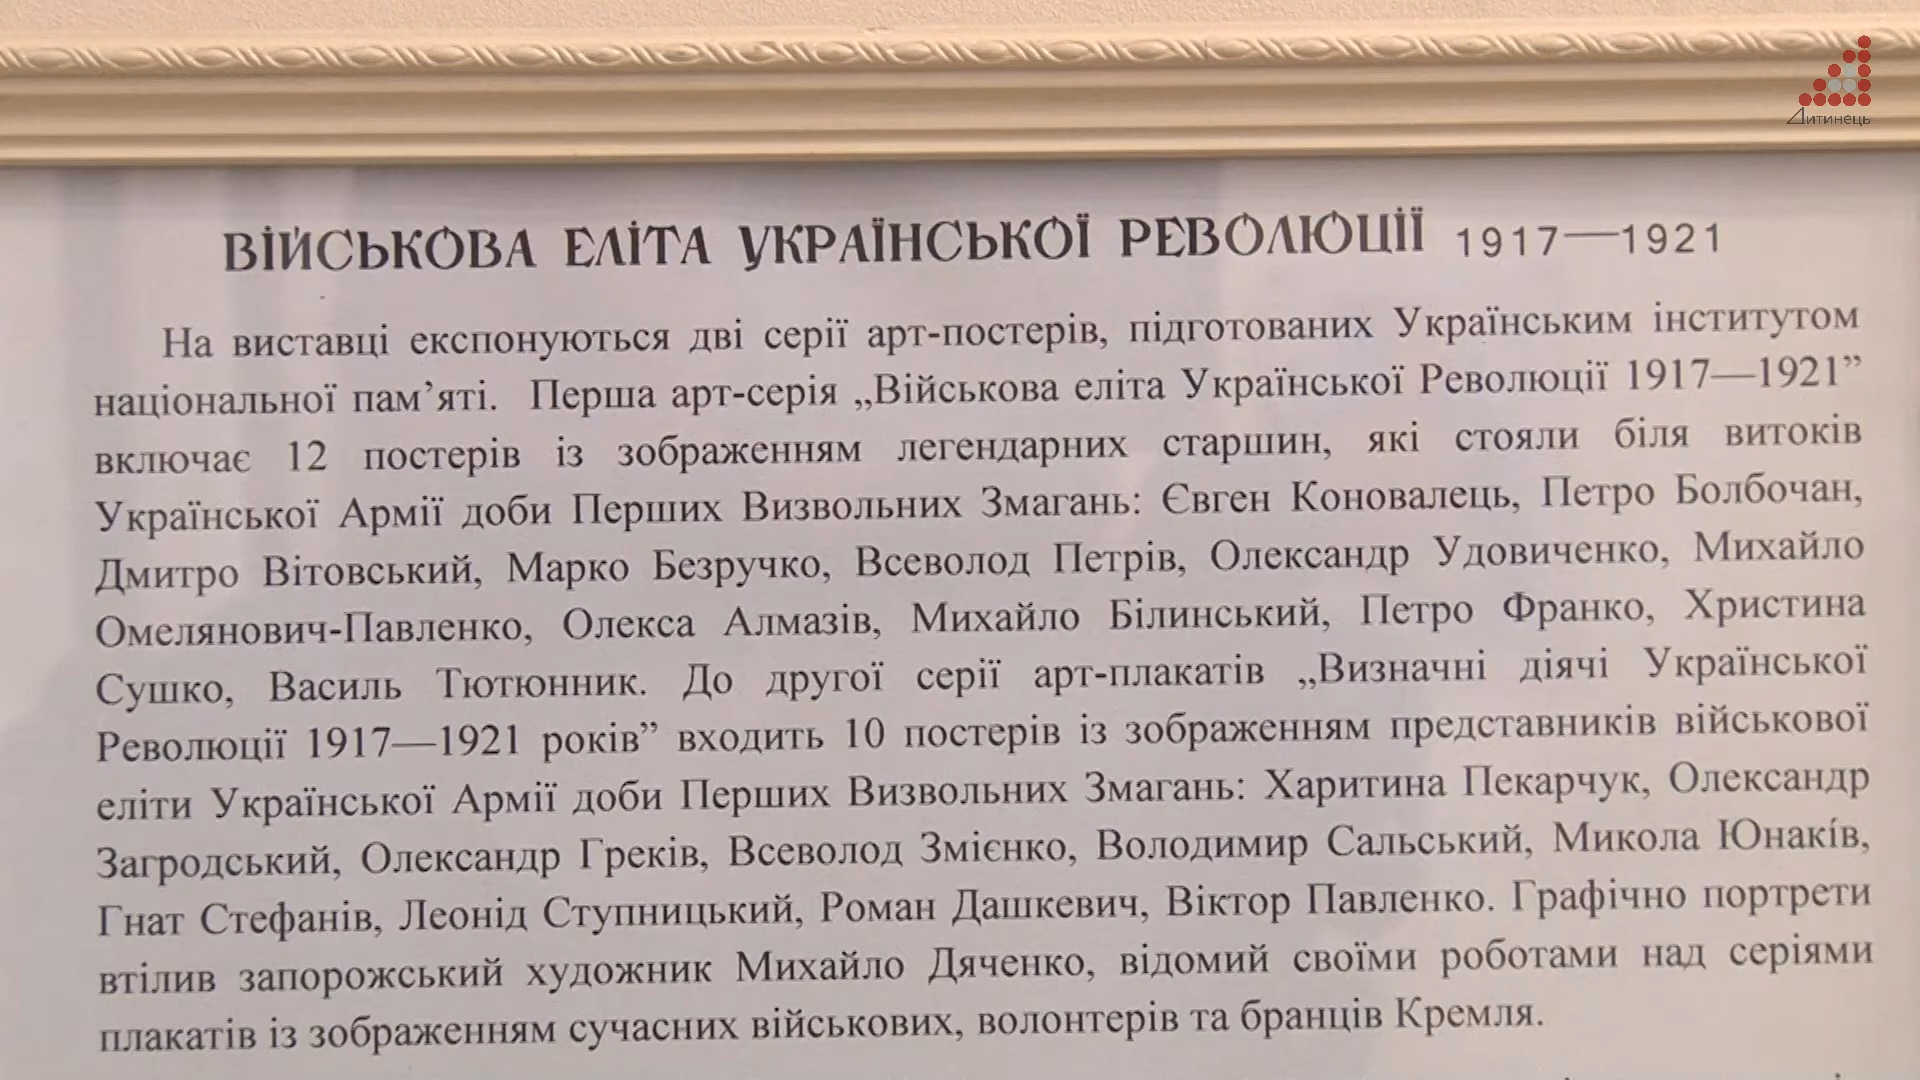 Дитинець
ВІЙСЬКОВА ЕЛІТА УКРАЇНСЬКОЇ РЕВОЛЮЦІЇ 1917—1921
На виставці експонуються дві серії арт-постерів, підготованих Українським інститутом
національної пам’яті. Перша арт-серія „Військова еліта Української Революції 1917—1921”
включає 12 постерів із зображенням легендарних старшин, які стояли біля витоків
Української Армії доби Перших Визвольних Змагань: Євген Коновалець, Петро Болбочан,
Дмитро Вітовський, Марко Безручко, Всеволод Петрів, Олександр Удовиченко, Михайло
Омелянович-Павленко, Олекса Алмазів, Михайло Білинський, Петро Франко, Христина
Сушко, Василь Тютюнник. До другої серії арт-плакатів „Визначні діячі Української
Революції 1917—1921 років” входить 10 постерів із зображенням представників військової
еліти Української Армії доби Перших Визвольних Змагань: Харитина Пекарчук, Олександр
Загродський, Олександр Греків, Всеволод Змієнко, Володимир Сальський, Микола Юнаків,
Гнат Стефанів, Леонід Ступницький, Роман Дашкевич, Віктор Павленко. Графічно портрети
втілив запорожський художник Михайло Дяченко, відомий своїми роботами над серіями
плакатів із зображенням сучасних військових, волонтерів та бранців Кремля.